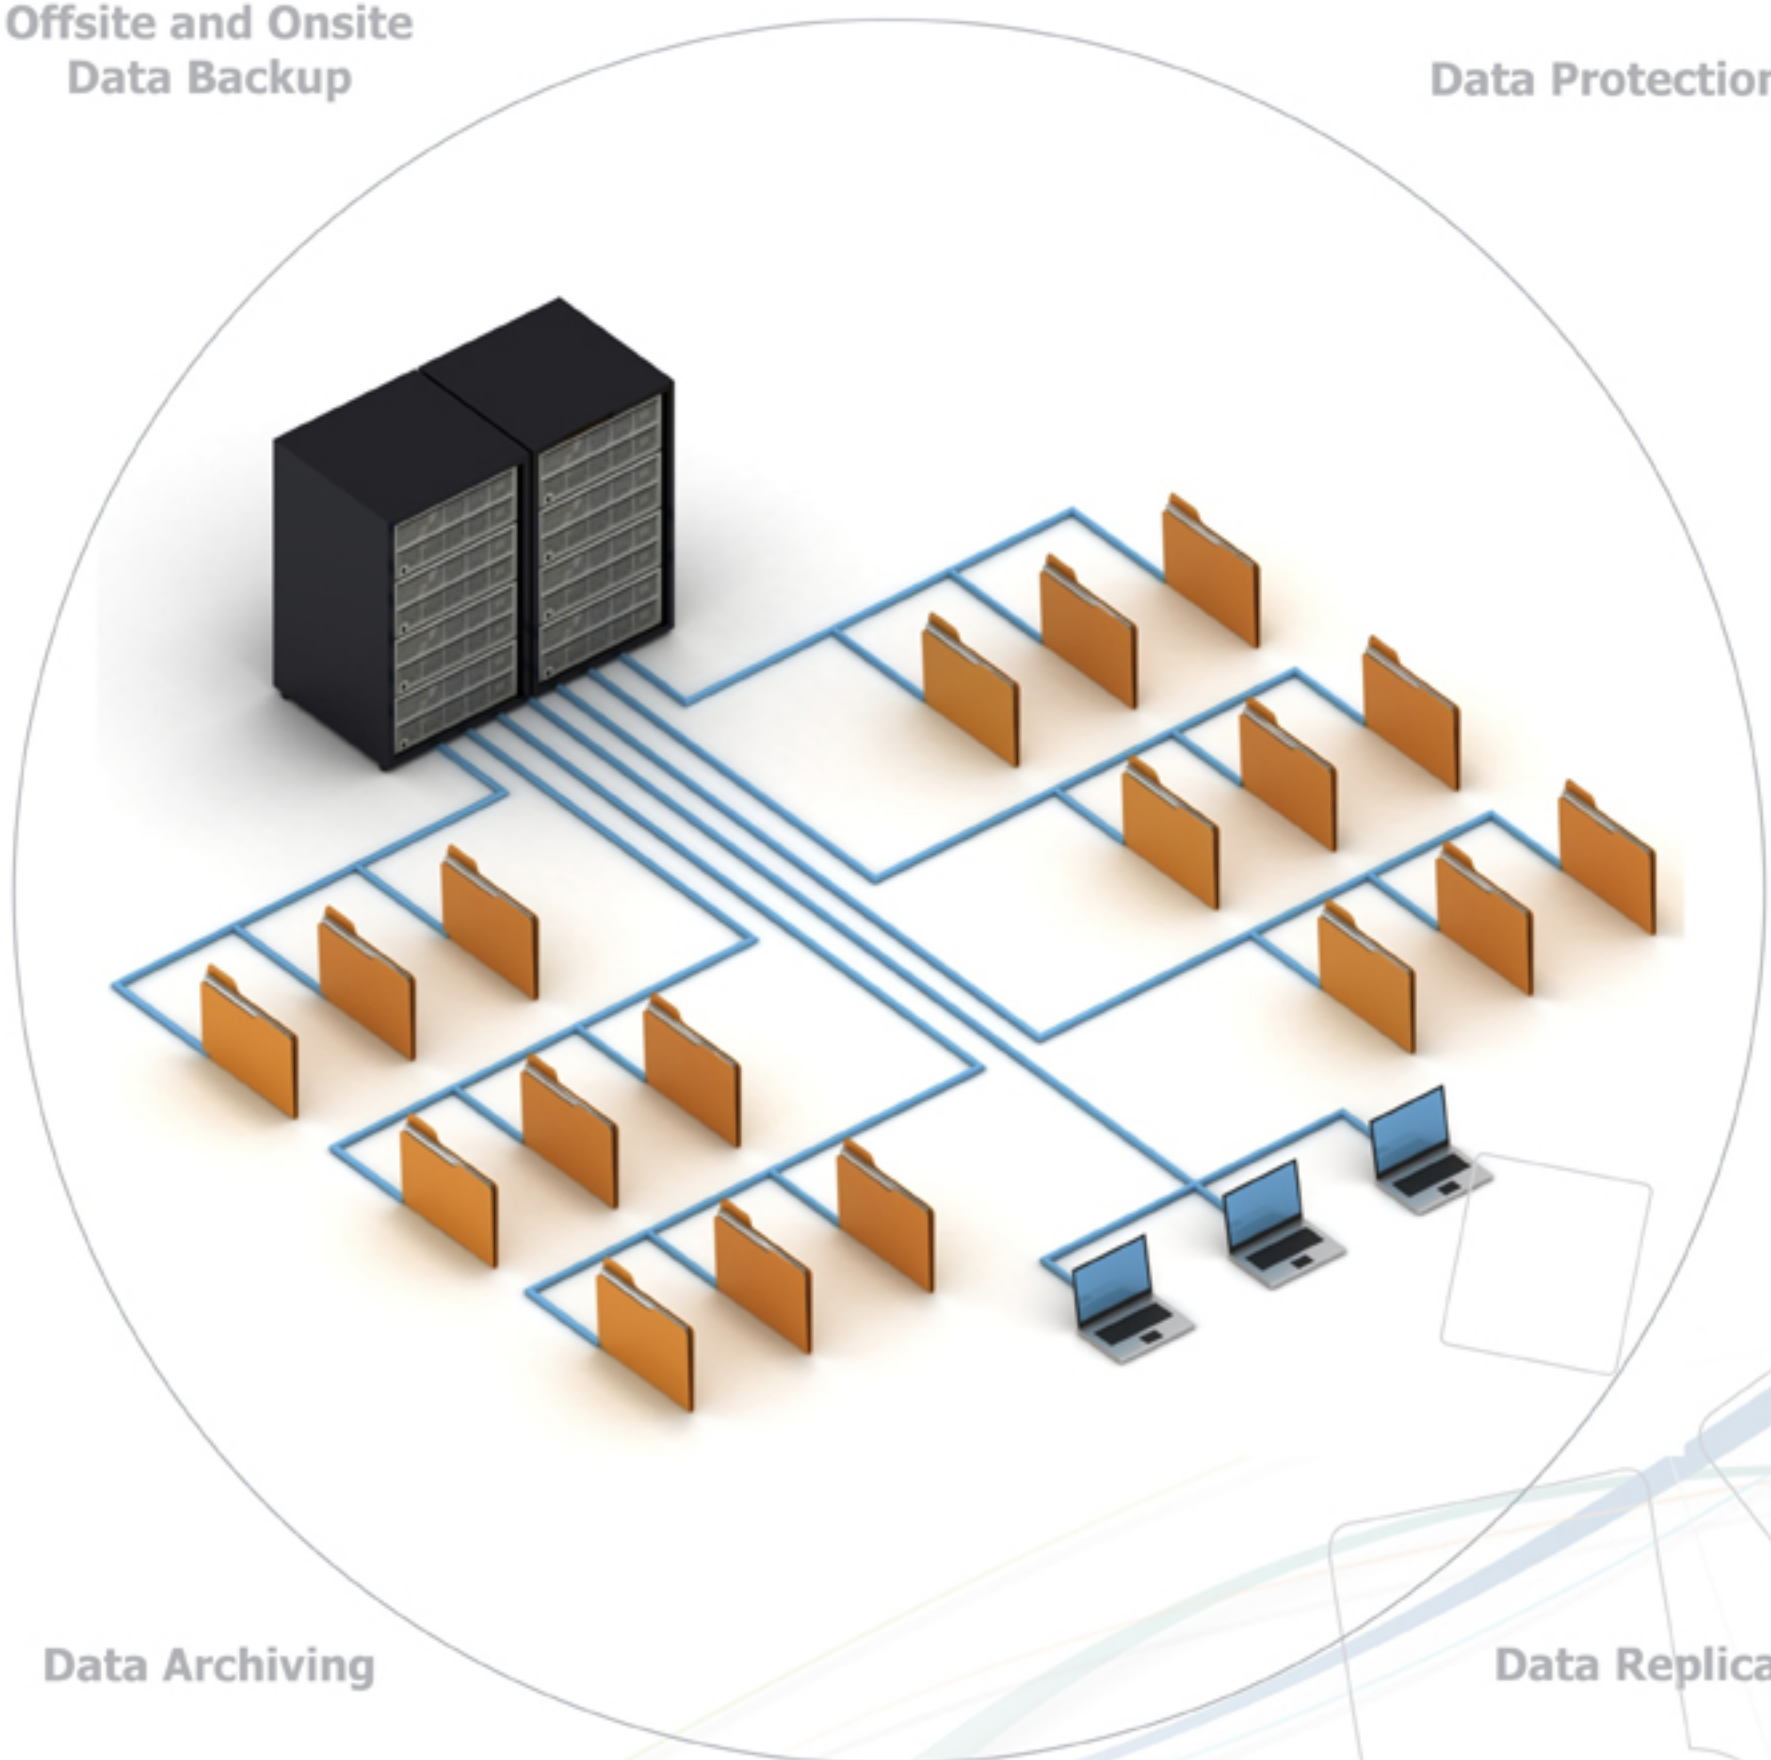 Offsite and Onsite
Data Backup
Data Protection
Data Archiving
Data Replica